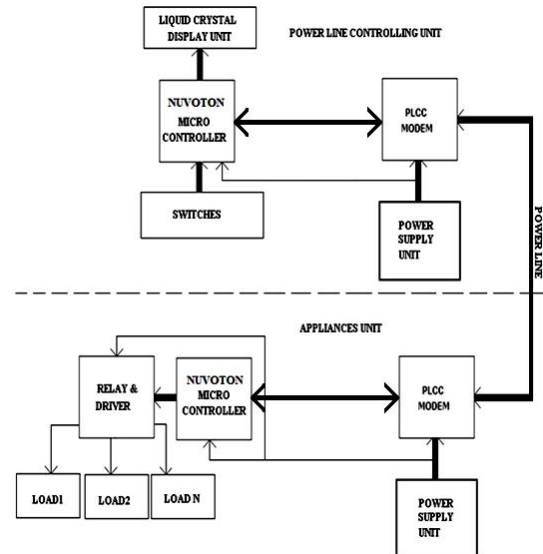 LIQUID CRYSTAL
DISPLAY UNIT
POWER LINE CONTROLLING UNIT
NUVOTON
MICRO
CONTROLLER
PLCC
MODEM
SWITCHES
POWER
SUPPLY
UNIT
POWER LINE
APPLIANCES UNIT
RELAY &
DRIVER
NUVOTON
MICRO
CONTROLLER
PLCC
MODEM
LOAD1
LOAD2
LOAD N
POWER
SUPPLY
UNIT